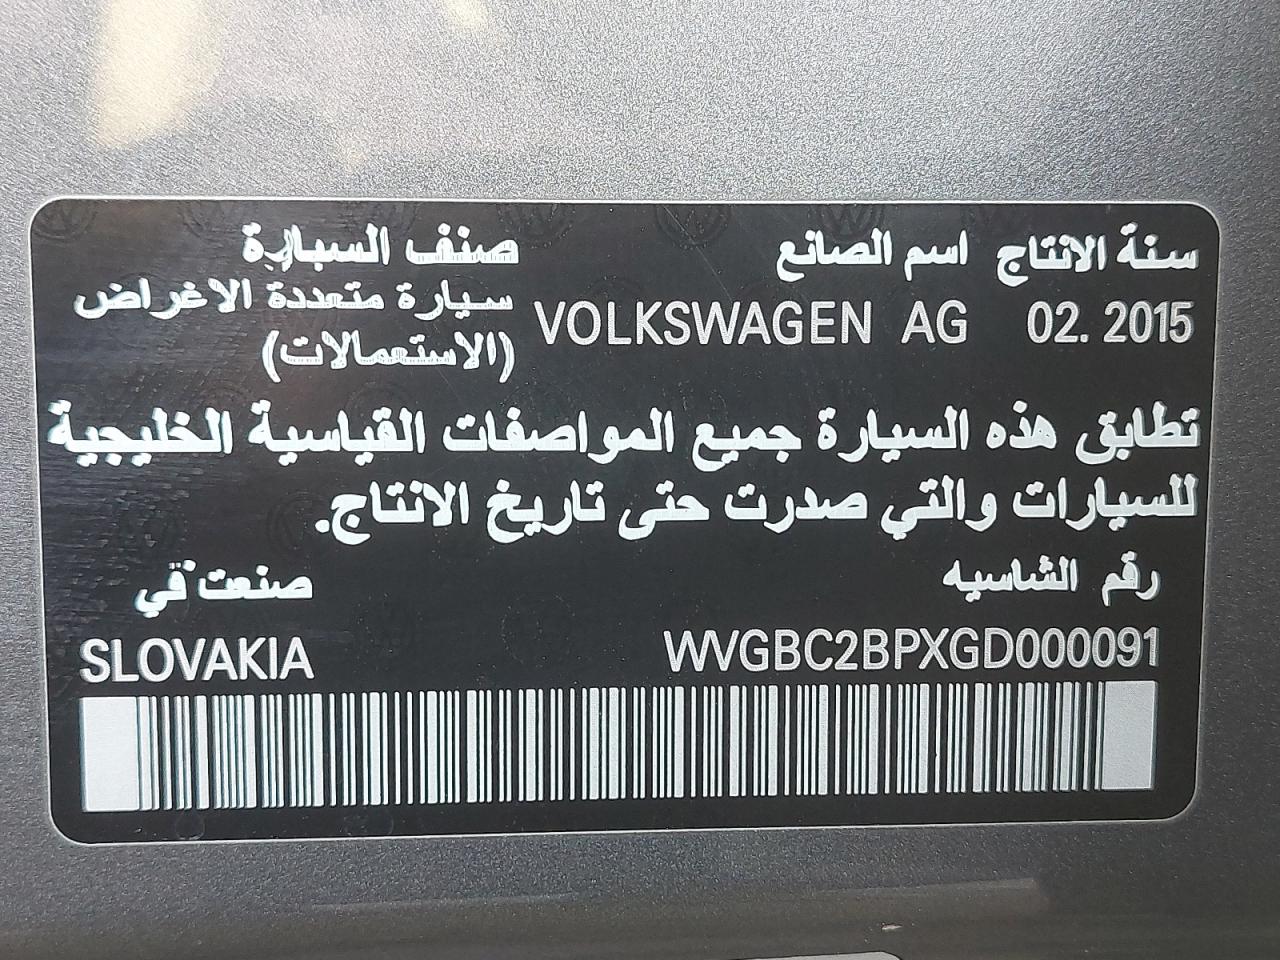 سنة الانتاج اسم الصانع صنف السيارة
02. 2015 VOLKSWAGEN AG سيارة متعددة الاغراض
(الاستعمالات)
تطابق هذه السيارة جميع المواصفات القياسية الخليجية
للسيارات والتي صدرت حتى تاريخ الانتاج.
رقم الشاسيه صنعت في
WVGBC2BPXGD000091 SLOVAKIA